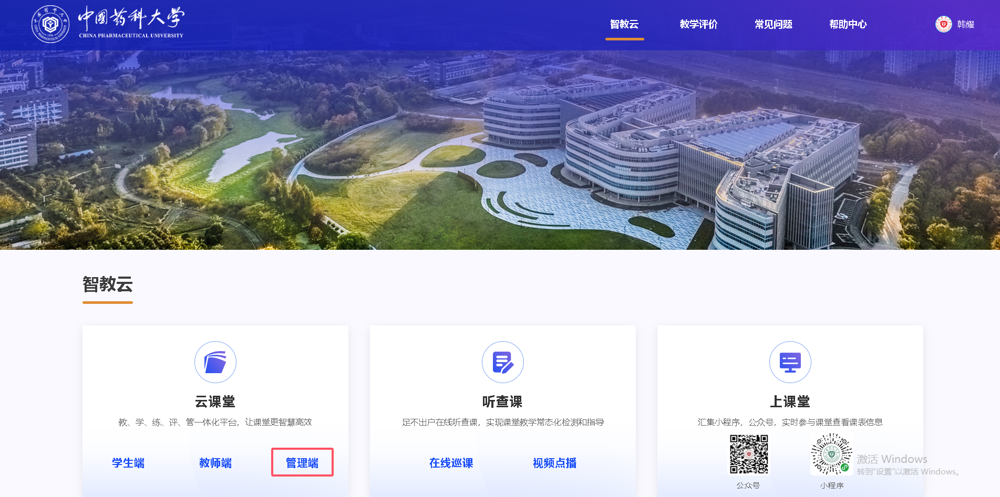 中國药科大学
CHINA PHARMACEUTICAL UNIVERSITY
智教云
教学评价
常见问题
帮助中心
韩耀
智教云
云课堂
教、学、练、评、管一体化平台，让课堂更智慧高效
学生端
教师端
管理端
听查课
足不出户在线听查课，实现课堂教学常态化检测和指导
在线巡课
视频点播
上课堂
汇集小程序，公众号，实时参与课堂查看课表信息
公众号
小程序
激活 Windows
转到“设置”以激活 Windows。